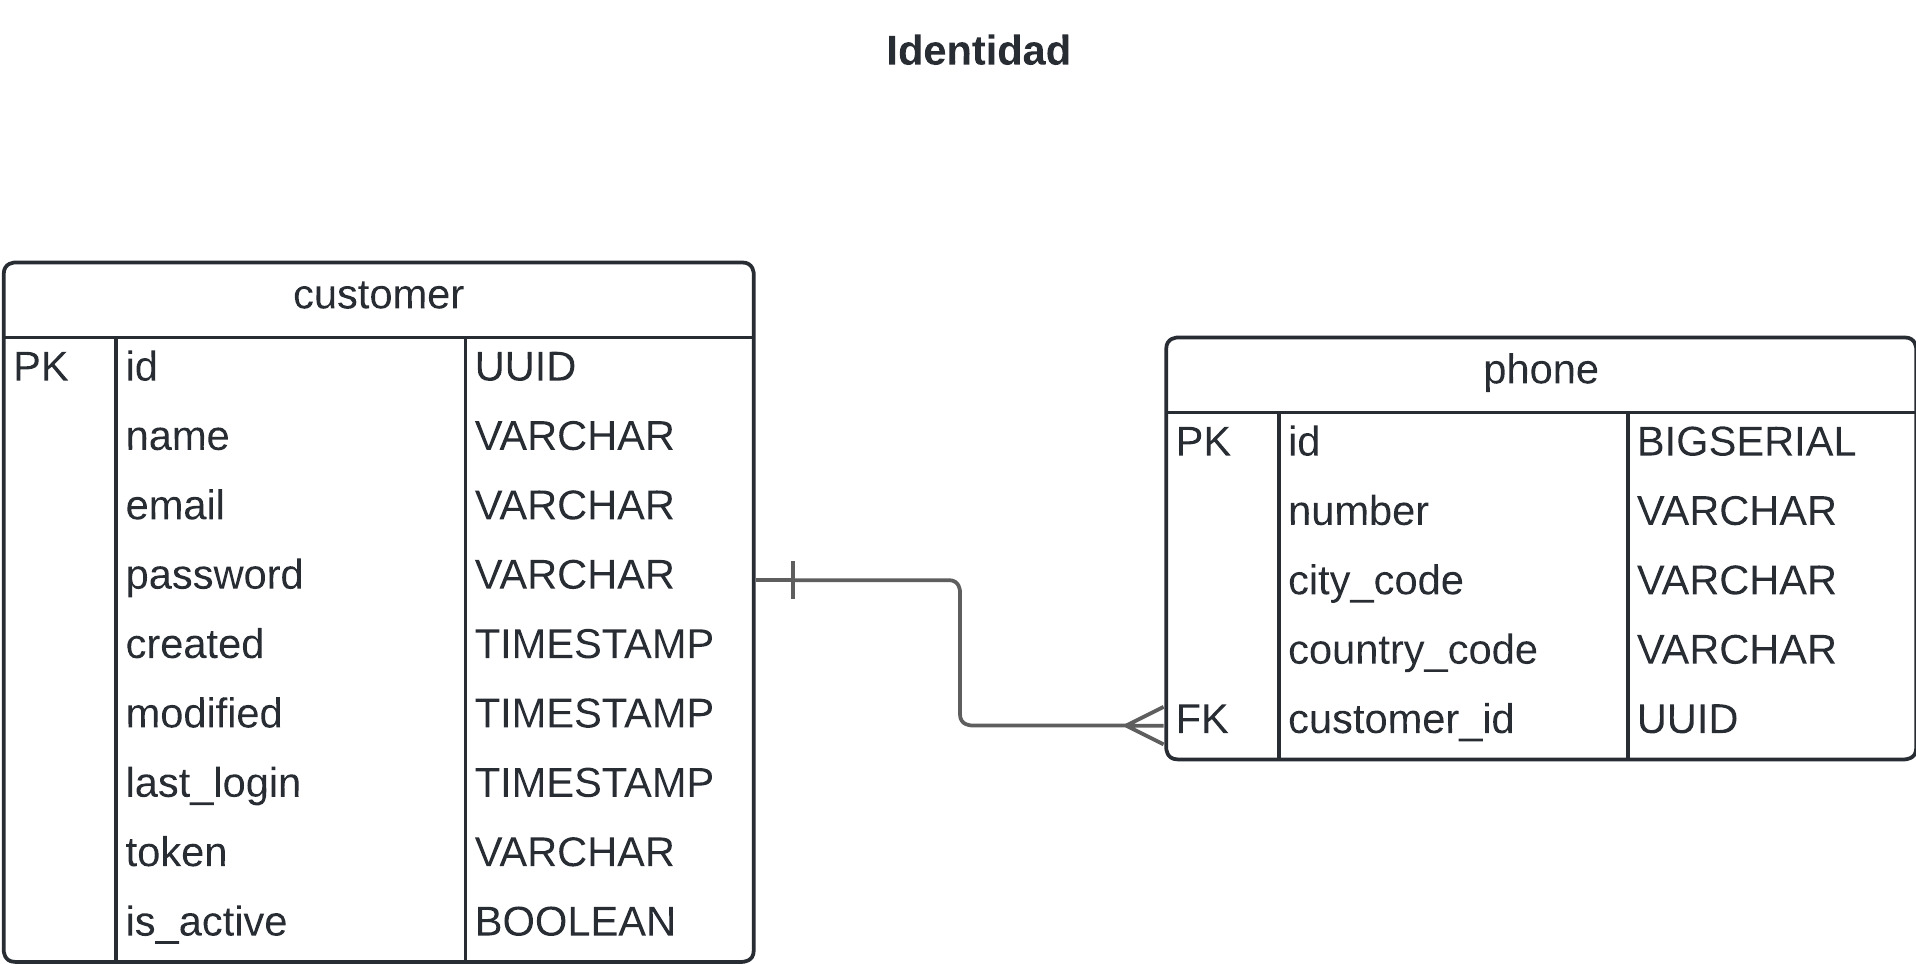 Identidad
customer
PK id UUID
name VARCHAR
email VARCHAR
password VARCHAR
created TIMESTAMP
modified TIMESTAMP
last_login TIMESTAMP
token VARCHAR
is_active BOOLEAN
phone
PK id BIGSERIAL
number VARCHAR
city_code VARCHAR
country_code VARCHAR
FK customer_id UUID